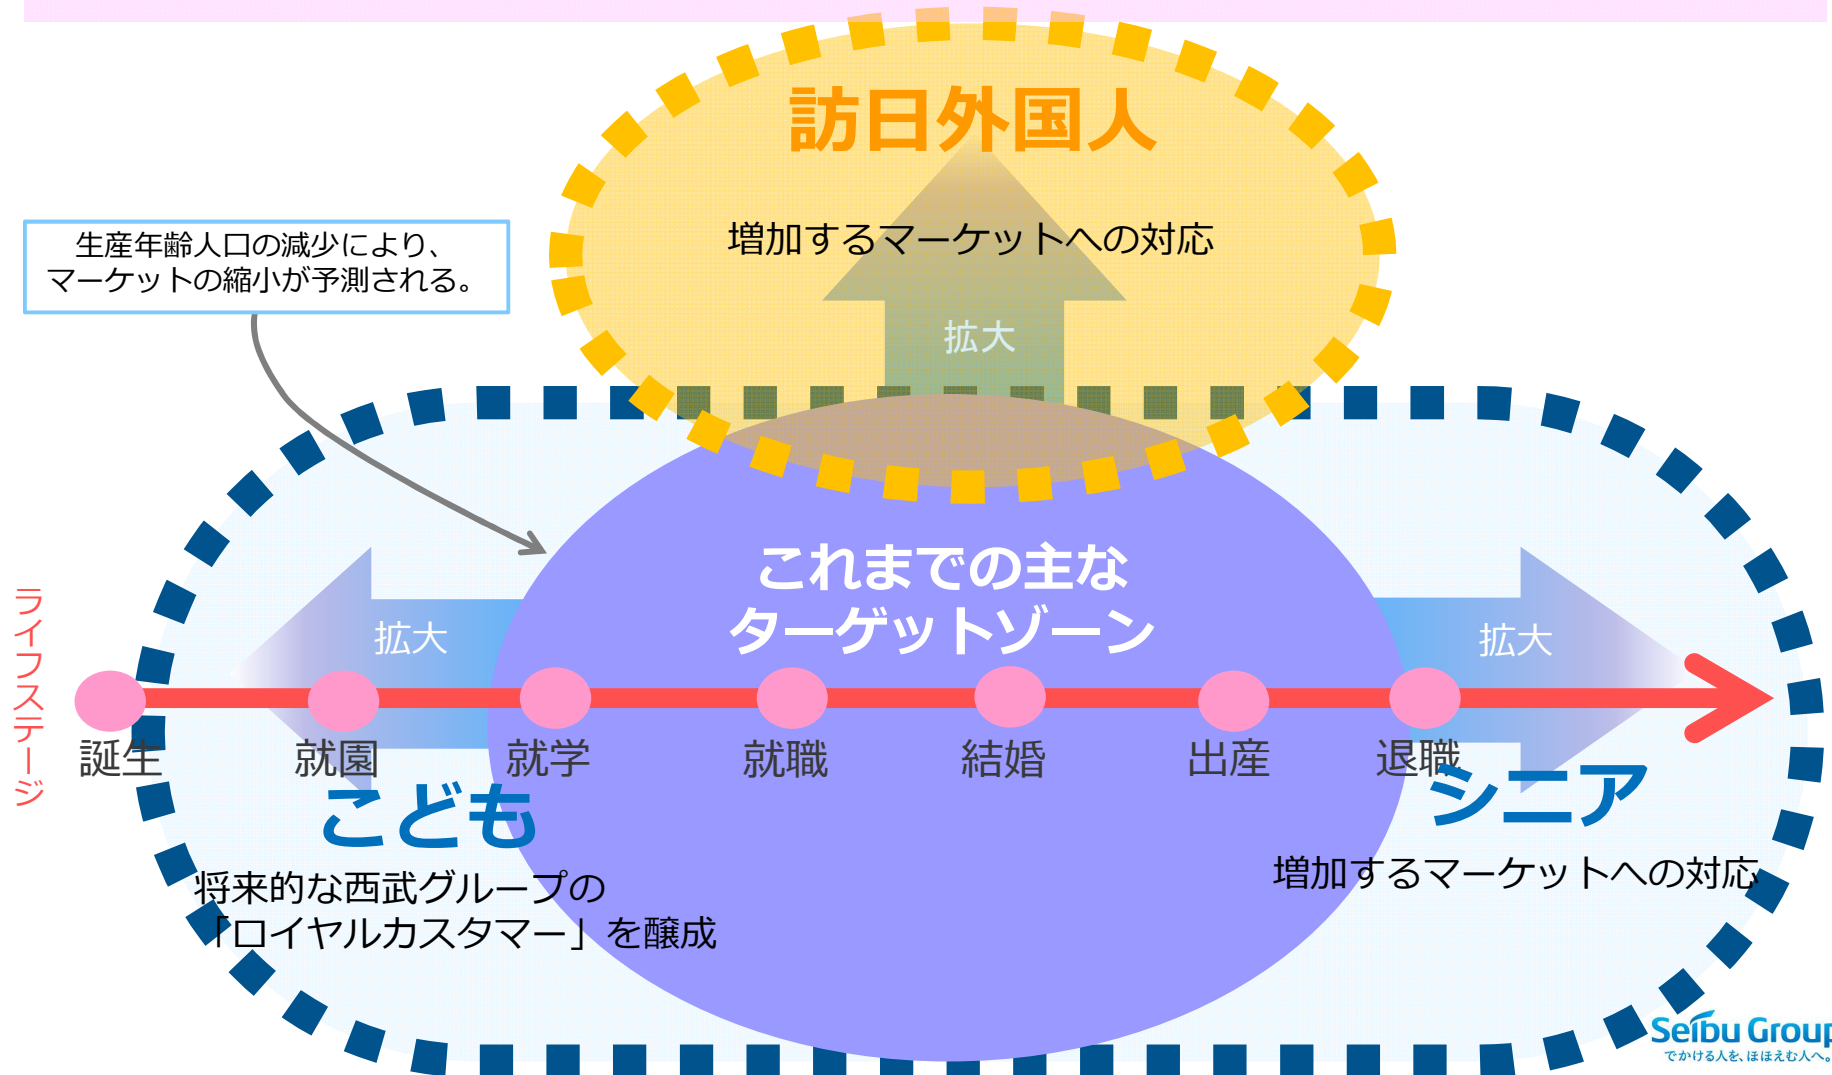 訪日外国人
増加するマーケットへの対応
拡大
生産年齢人口の減少により、
マーケットの縮小が予測される。
これまでの主な
ターゲットゾーン
拡大
拡大
ライフステージ
誕生
就園
就学
就職
結婚
出産
退職
こども
将来的な西武グループの
「ロイヤルカスタマー」を醸成
シニア
増加するマーケットへの対応
Seibu Group
でかける人を、ほほえむ人へ。